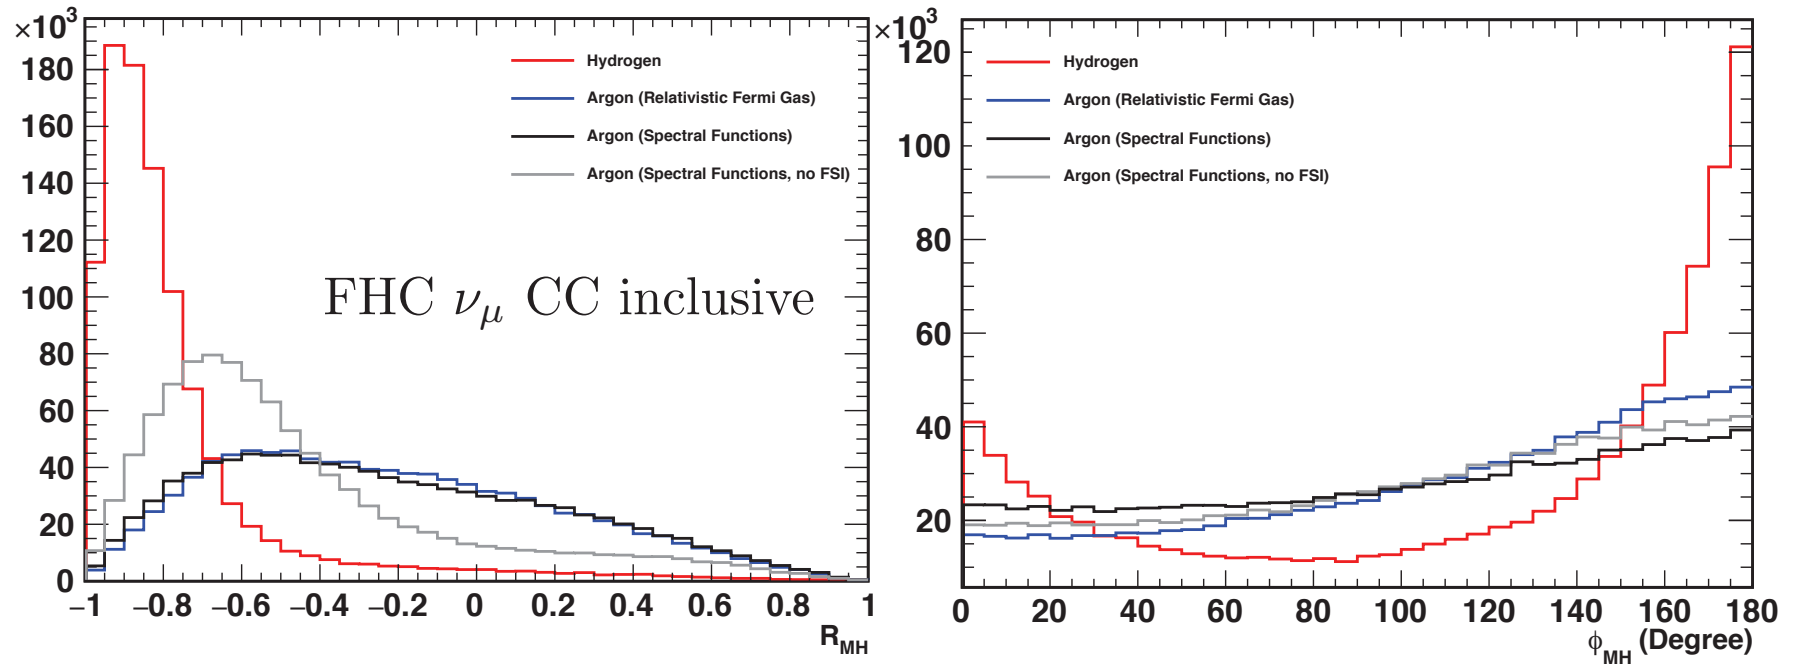 ×10³
180
160
140
120
100
80
60
40
20
0
Hydrogen
Argon (Relativistic Fermi Gas)
Argon (Spectral Functions)
Argon (Spectral Functions, no FSI)
FHC νμ CC inclusive
−1 −0.8 −0.6 −0.4 −0.2 0 0.2 0.4 0.6 0.8 1
RMH
×10³
120
100
80
60
40
20
Hydrogen
Argon (Relativistic Fermi Gas)
Argon (Spectral Functions)
Argon (Spectral Functions, no FSI)
0 20 40 60 80 100 120 140 160 180
ϕMH (Degree)